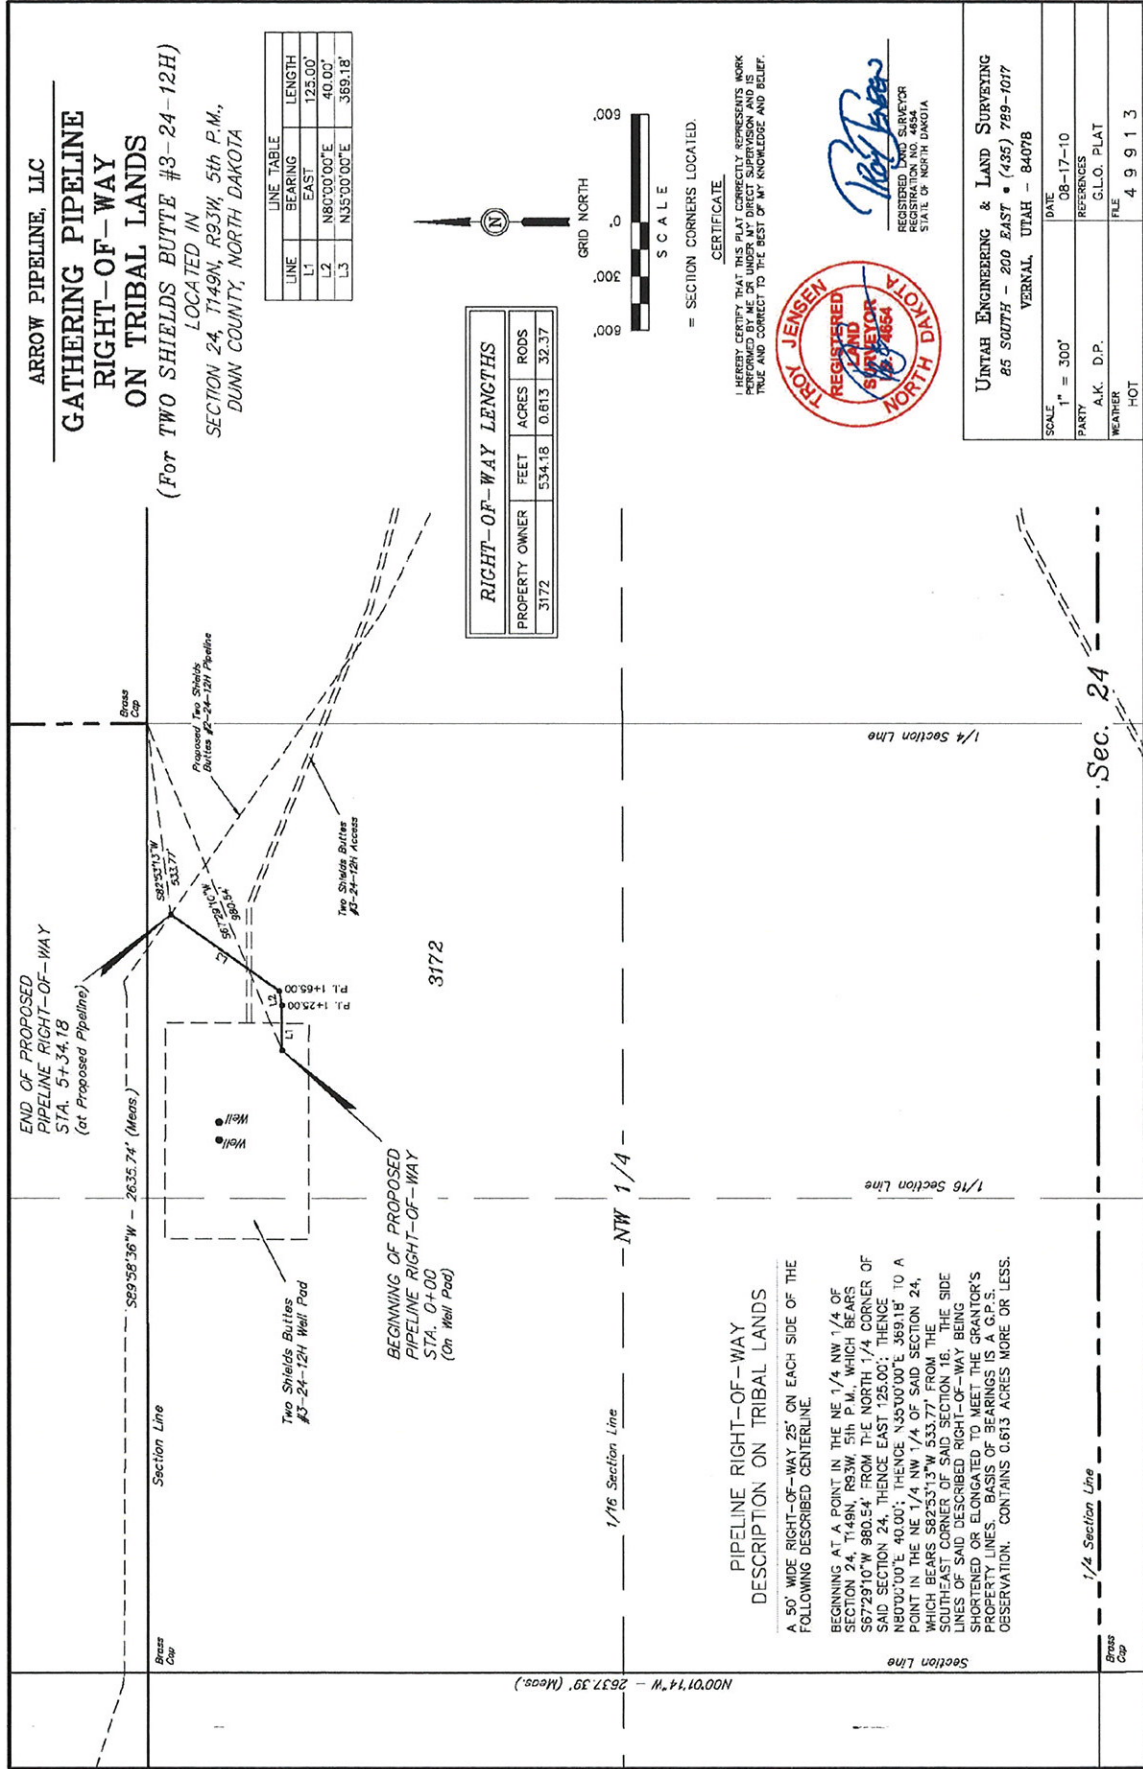 ARROW PIPELINE, LLC
GATHERING PIPELINE
RIGHT-OF-WAY
ON TRIBAL LANDS
(For TWO SHIELDS BUTTE #3-24-12H)
LOCATED IN
SECTION 24, T149N, R93W, 5th P.M.,
DUNN COUNTY, NORTH DAKOTA
LINE TABLE
LINE BEARING LENGTH
L1 EAST 125.00'
L2 N80°00'00"E 40.00'
L3 N35°00'00"E 369.18'
END OF PROPOSED
PIPELINE RIGHT-OF-WAY
STA. 5+34.18
(at Proposed Pipeline)
S89°58'36"W - 2635.74' (Meas.)
Section Line
Brass
Cap
Brass
Cap
S82°53'13"W
533.77'
S67°29'10"W
980.54'
Proposed Two Shields
Buttes #2-24-12H Pipeline
Two Shields Buttes
#3-24-12H Access
L3
L2
L1
P.I. 1+65.00
P.I. 1+25.00
Well
Well
Two Shields Buttes
#3-24-12H Well Pad
BEGINNING OF PROPOSED
PIPELINE RIGHT-OF-WAY
STA. 0+00
(On Well Pad)
3172
RIGHT-OF-WAY LENGTHS
PROPERTY OWNER FEET ACRES RODS
3172 534.18 0.613 32.37
N
GRID NORTH
600' 300' 0' 600'
SCALE
= SECTION CORNERS LOCATED.
1/16 Section Line
NW 1/4
1/4 Section Line
1/16 Section Line
Section Line
N00°01'14"W - 2637.39' (Meas.)
PIPELINE RIGHT-OF-WAY
DESCRIPTION ON TRIBAL LANDS
A 50' WIDE RIGHT-OF-WAY 25' ON EACH SIDE OF THE
FOLLOWING DESCRIBED CENTERLINE.
BEGINNING AT A POINT IN THE NE 1/4 NW 1/4 OF
SECTION 24, T149N, R93W, 5th P.M., WHICH BEARS
S67°29'10"W 980.54' FROM THE NORTH 1/4 CORNER OF
SAID SECTION 24, THENCE EAST 125.00'; THENCE
N80°00'00"E 40.00'; THENCE N35°00'00"E 369.18' TO A
POINT IN THE NE 1/4 NW 1/4 OF SAID SECTION 24,
WHICH BEARS S82°53'13"W 533.77' FROM THE
SOUTHEAST CORNER OF SAID SECTION 16. THE SIDE
LINES OF SAID DESCRIBED RIGHT-OF-WAY BEING
SHORTENED OR ELONGATED TO MEET THE GRANTOR'S
PROPERTY LINES. BASIS OF BEARINGS IS A G.P.S.
OBSERVATION. CONTAINS 0.613 ACRES MORE OR LESS.
1/4 Section Line
Brass
Cap
Sec. 24
CERTIFICATE
I HEREBY CERTIFY THAT THIS PLAT CORRECTLY REPRESENTS WORK
PERFORMED BY ME OR UNDER MY DIRECT SUPERVISION AND IS
TRUE AND CORRECT TO THE BEST OF MY KNOWLEDGE AND BELIEF.
TROY JENSEN
REGISTERED
LAND
SURVEYOR
4654
NORTH DAKOTA
Troy Jensen
REGISTERED LAND SURVEYOR
REGISTRATION NO. 4654
STATE OF NORTH DAKOTA
UINTAH ENGINEERING & LAND SURVEYING
85 SOUTH - 200 EAST • (435) 789-1017
VERNAL, UTAH - 84078
SCALE 1" = 300' DATE 08-17-10
PARTY A.K. D.P. REFERENCES G.L.O. PLAT
WEATHER HOT FILE 49913